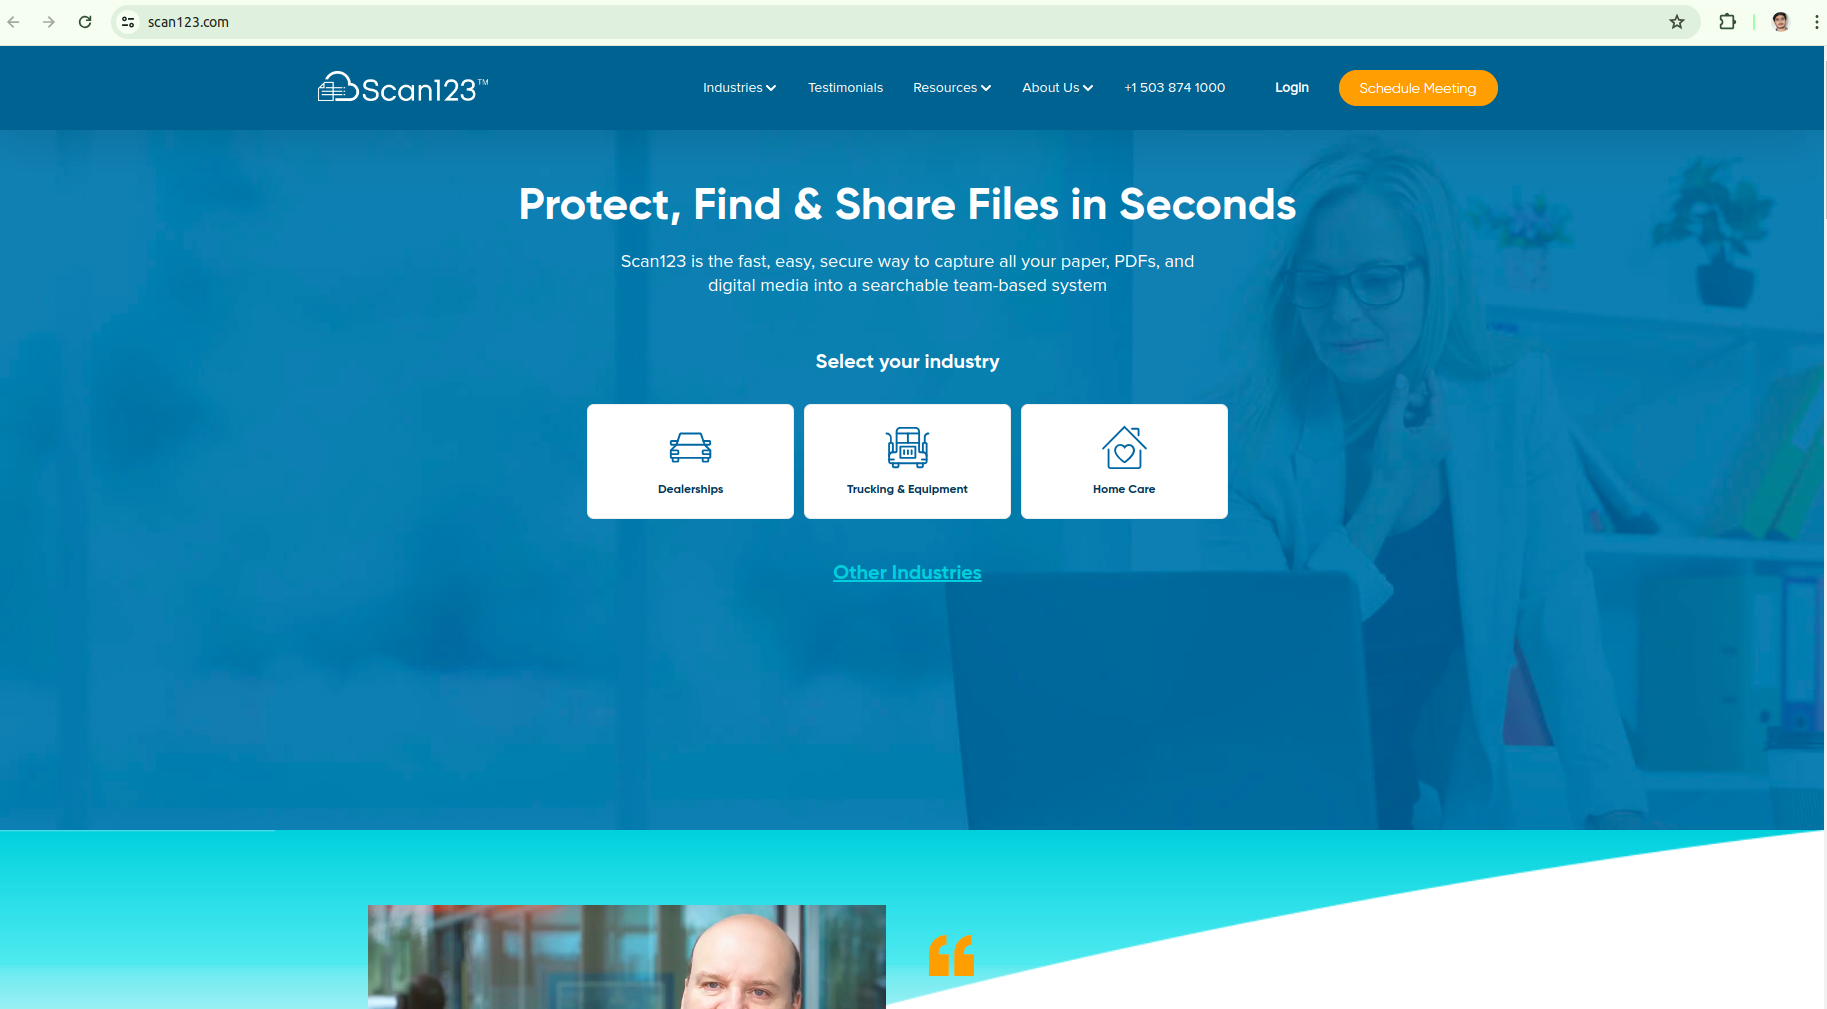 scan123.com
Scan123™
Industries
Testimonials
Resources
About Us
+1 503 874 1000
Login
Schedule Meeting
Protect, Find & Share Files in Seconds
Scan123 is the fast, easy, secure way to capture all your paper, PDFs, and
digital media into a searchable team-based system
Select your industry
Dealerships
Trucking & Equipment
Home Care
Other Industries
“